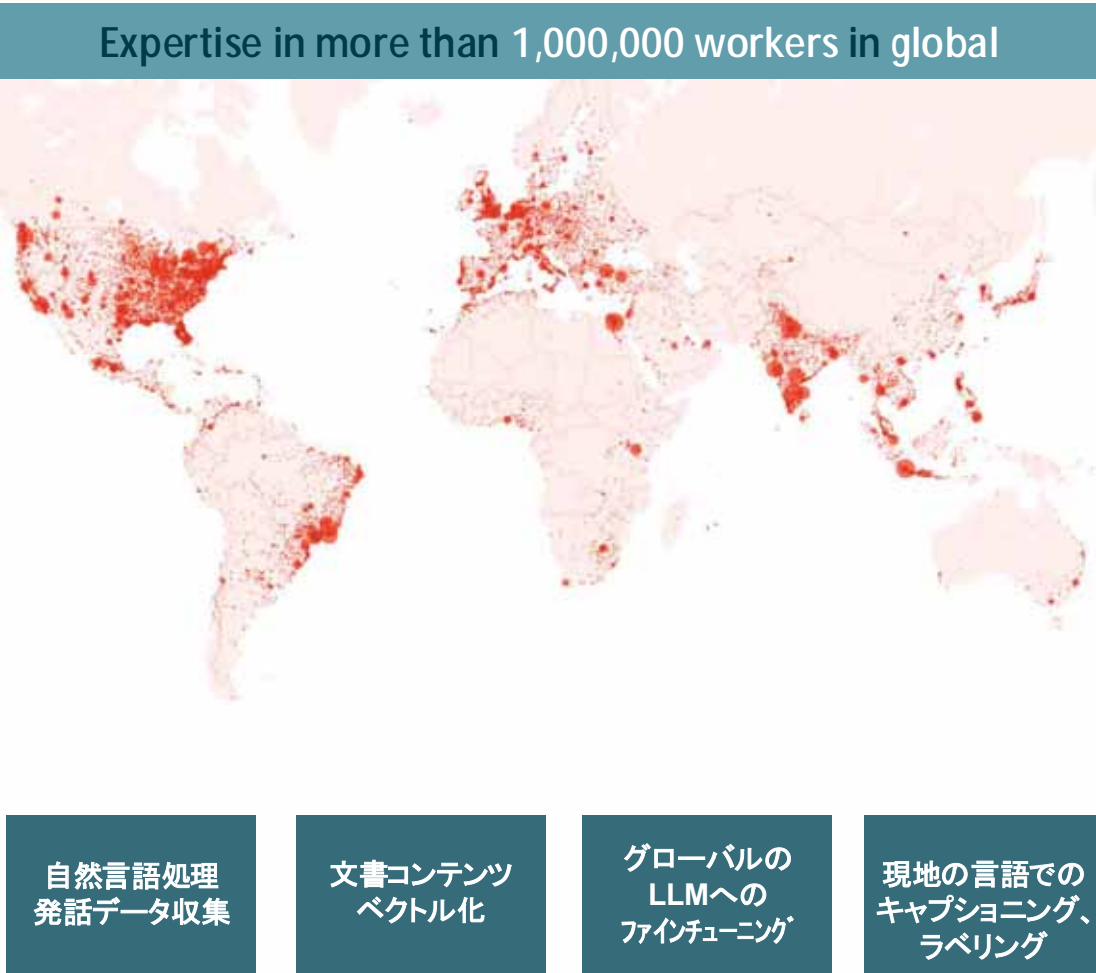 Expertise in more than 1,000,000 workers in global
自然言語処理
発話データ収集
文書コンテンツ
ベクトル化
グローバルの
LLMへの
ファインチューニング
現地の言語での
キャプショニング、
ラベリング